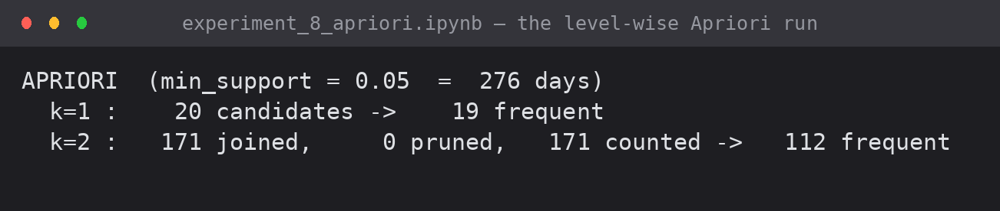 experiment_8_apriori.ipynb — the level-wise Apriori run
APRIORI  (min_support = 0.05  =  276 days)
  k=1 :    20 candidates ->    19 frequent
  k=2 :   171 joined,     0 pruned,   171 counted ->   112 frequent